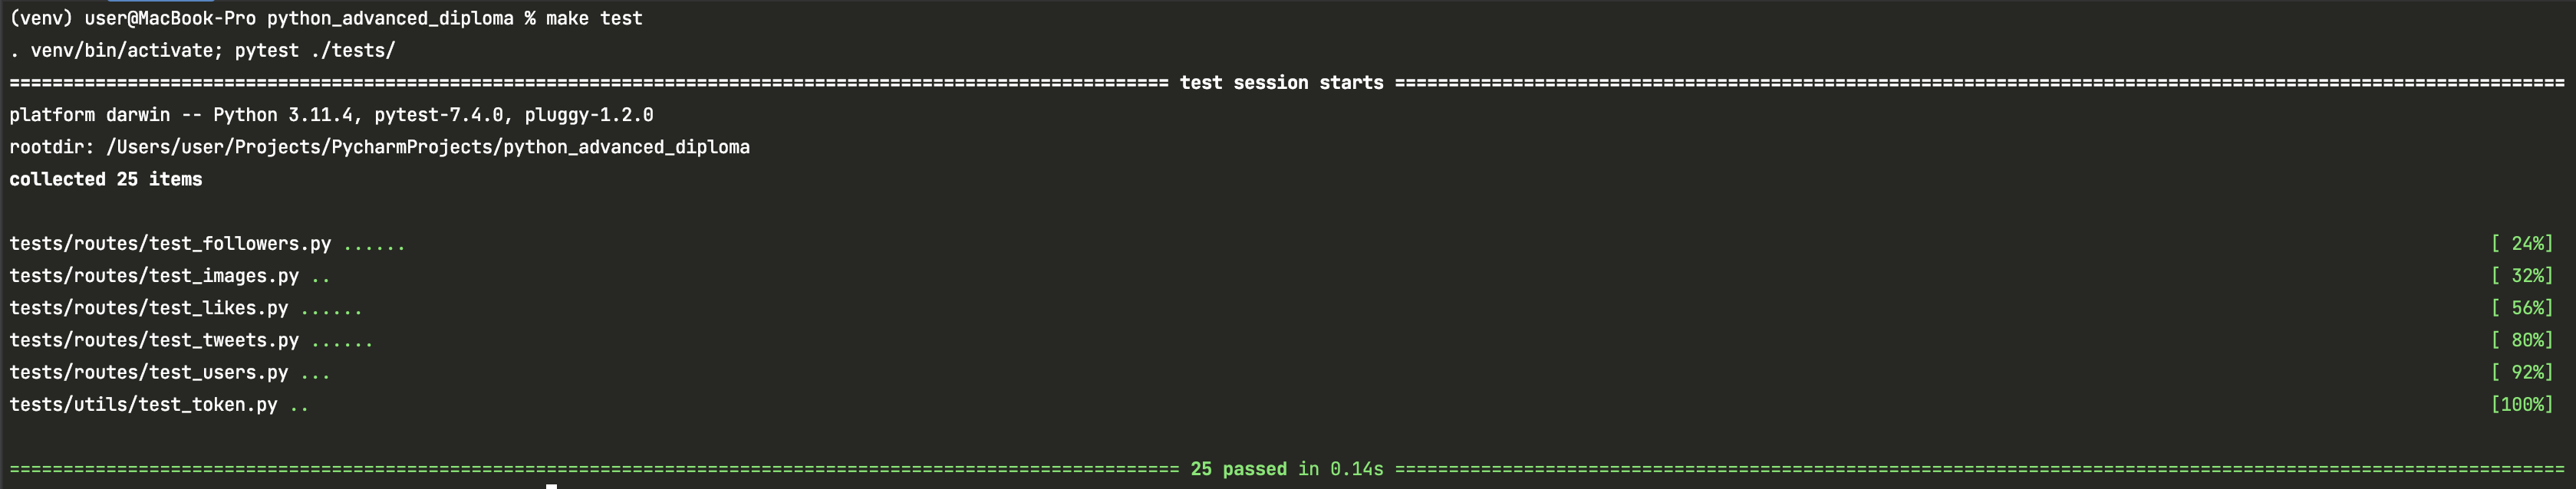 (venv) user@MacBook-Pro python_advanced_diploma % make test
. venv/bin/activate; pytest ./tests/
============================================================================================================ test session starts =============================================================================================================
platform darwin -- Python 3.11.4, pytest-7.4.0, pluggy-1.2.0
rootdir: /Users/user/Projects/PycharmProjects/python_advanced_diploma
collected 25 items
tests/routes/test_followers.py ...... [ 24%]
tests/routes/test_images.py .. [ 32%]
tests/routes/test_likes.py ...... [ 56%]
tests/routes/test_tweets.py ...... [ 80%]
tests/routes/test_users.py ... [ 92%]
tests/utils/test_token.py .. [100%]
============================================================================================================= 25 passed in 0.14s =============================================================================================================